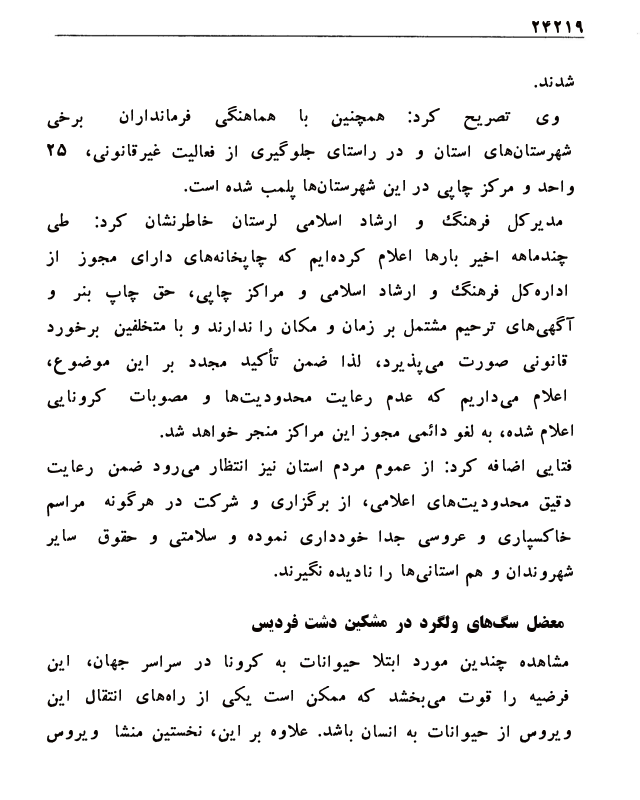 ۲۴۲۱۹
شدند.
وی تصریح کرد: همچنین با هماهنگی فرمانداران برخی
شهرستان‌های استان و در راستای جلوگیری از فعالیت غیرقانونی، ۲۵
واحد و مرکز چاپی در این شهرستان‌ها پلمب شده است.
مدیرکل فرهنگ و ارشاد اسلامی لرستان خاطرنشان کرد: طی
چندماهه اخیر بارها اعلام کرده‌ایم که چاپخانه‌های دارای مجوز از
اداره‌کل فرهنگ و ارشاد اسلامی و مراکز چاپی، حق چاپ بنر و
آگهی‌های ترحیم مشتمل بر زمان و مکان را ندارند و با متخلفین برخورد
قانونی صورت می‌پذیرد، لذا ضمن تأکید مجدد بر این موضوع،
اعلام می‌داریم که عدم رعایت محدودیت‌ها و مصوبات کرونایی
اعلام شده، به لغو دائمی مجوز این مراکز منجر خواهد شد.
فتایی اضافه کرد: از عموم مردم استان نیز انتظار می‌رود ضمن رعایت
دقیق محدودیت‌های اعلامی، از برگزاری و شرکت در هرگونه مراسم
خاکسپاری و عروسی جدا خودداری نموده و سلامتی و حقوق سایر
شهروندان و هم استانی‌ها را نادیده نگیرند.
معضل سگ‌های ولگرد در مشکین دشت فردیس
مشاهده چندین مورد ابتلا حیوانات به کرونا در سراسر جهان، این
فرضیه را قوت می‌بخشد که ممکن است یکی از راه‌های انتقال این
ویروس از حیوانات به انسان باشد. علاوه بر این، نخستین منشا ویروس